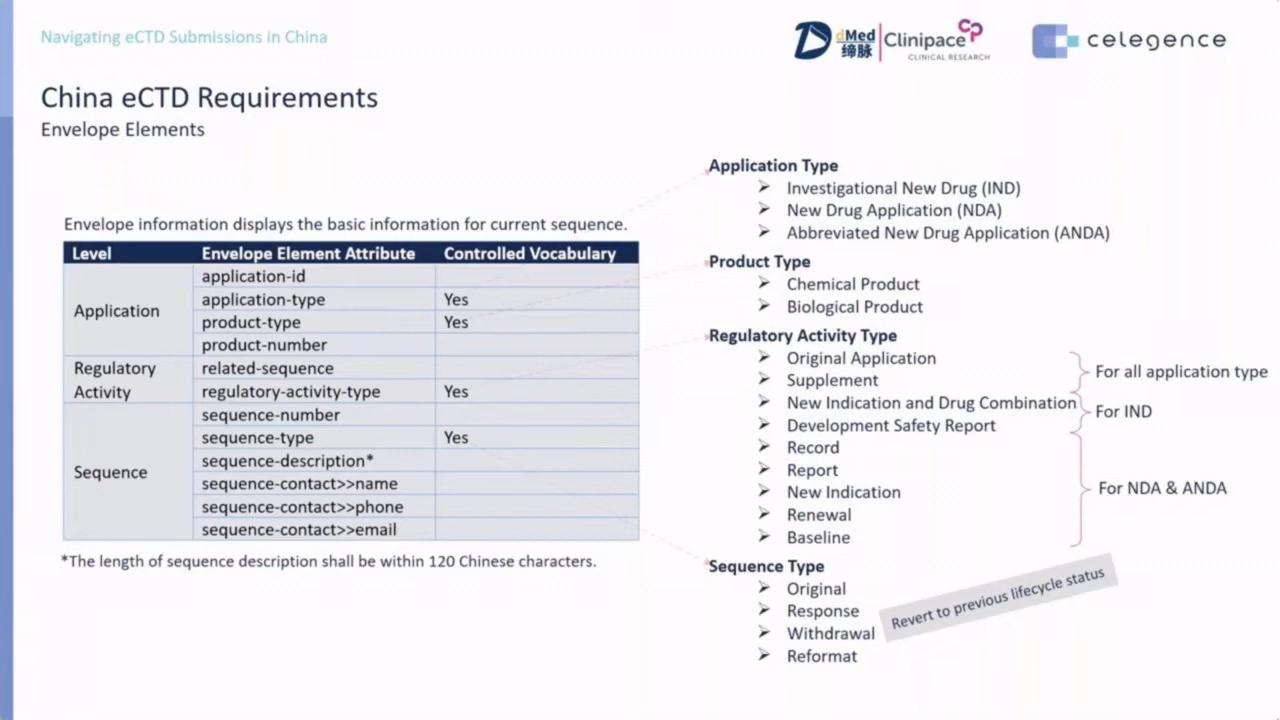 Navigating eCTD Submissions in China
dMed
缔脉
Clinipace
CLINICAL RESEARCH
celegence
China eCTD Requirements
Envelope Elements
Envelope information displays the basic information for current sequence.
Level Envelope Element Attribute Controlled Vocabulary
Application
application-id
application-type Yes
product-type Yes
product-number
Regulatory Activity
related-sequence
regulatory-activity-type Yes
Sequence
sequence-number
sequence-type Yes
sequence-description*
sequence-contact>>name
sequence-contact>>phone
sequence-contact>>email
*The length of sequence description shall be within 120 Chinese characters.
Application Type
Investigational New Drug (IND)
New Drug Application (NDA)
Abbreviated New Drug Application (ANDA)
Product Type
Chemical Product
Biological Product
Regulatory Activity Type
Original Application
Supplement
For all application type
New Indication and Drug Combination
Development Safety Report
For IND
Record
Report
New Indication
Renewal
Baseline
For NDA & ANDA
Sequence Type
Original
Response
Withdrawal
Reformat
Revert to previous lifecycle status